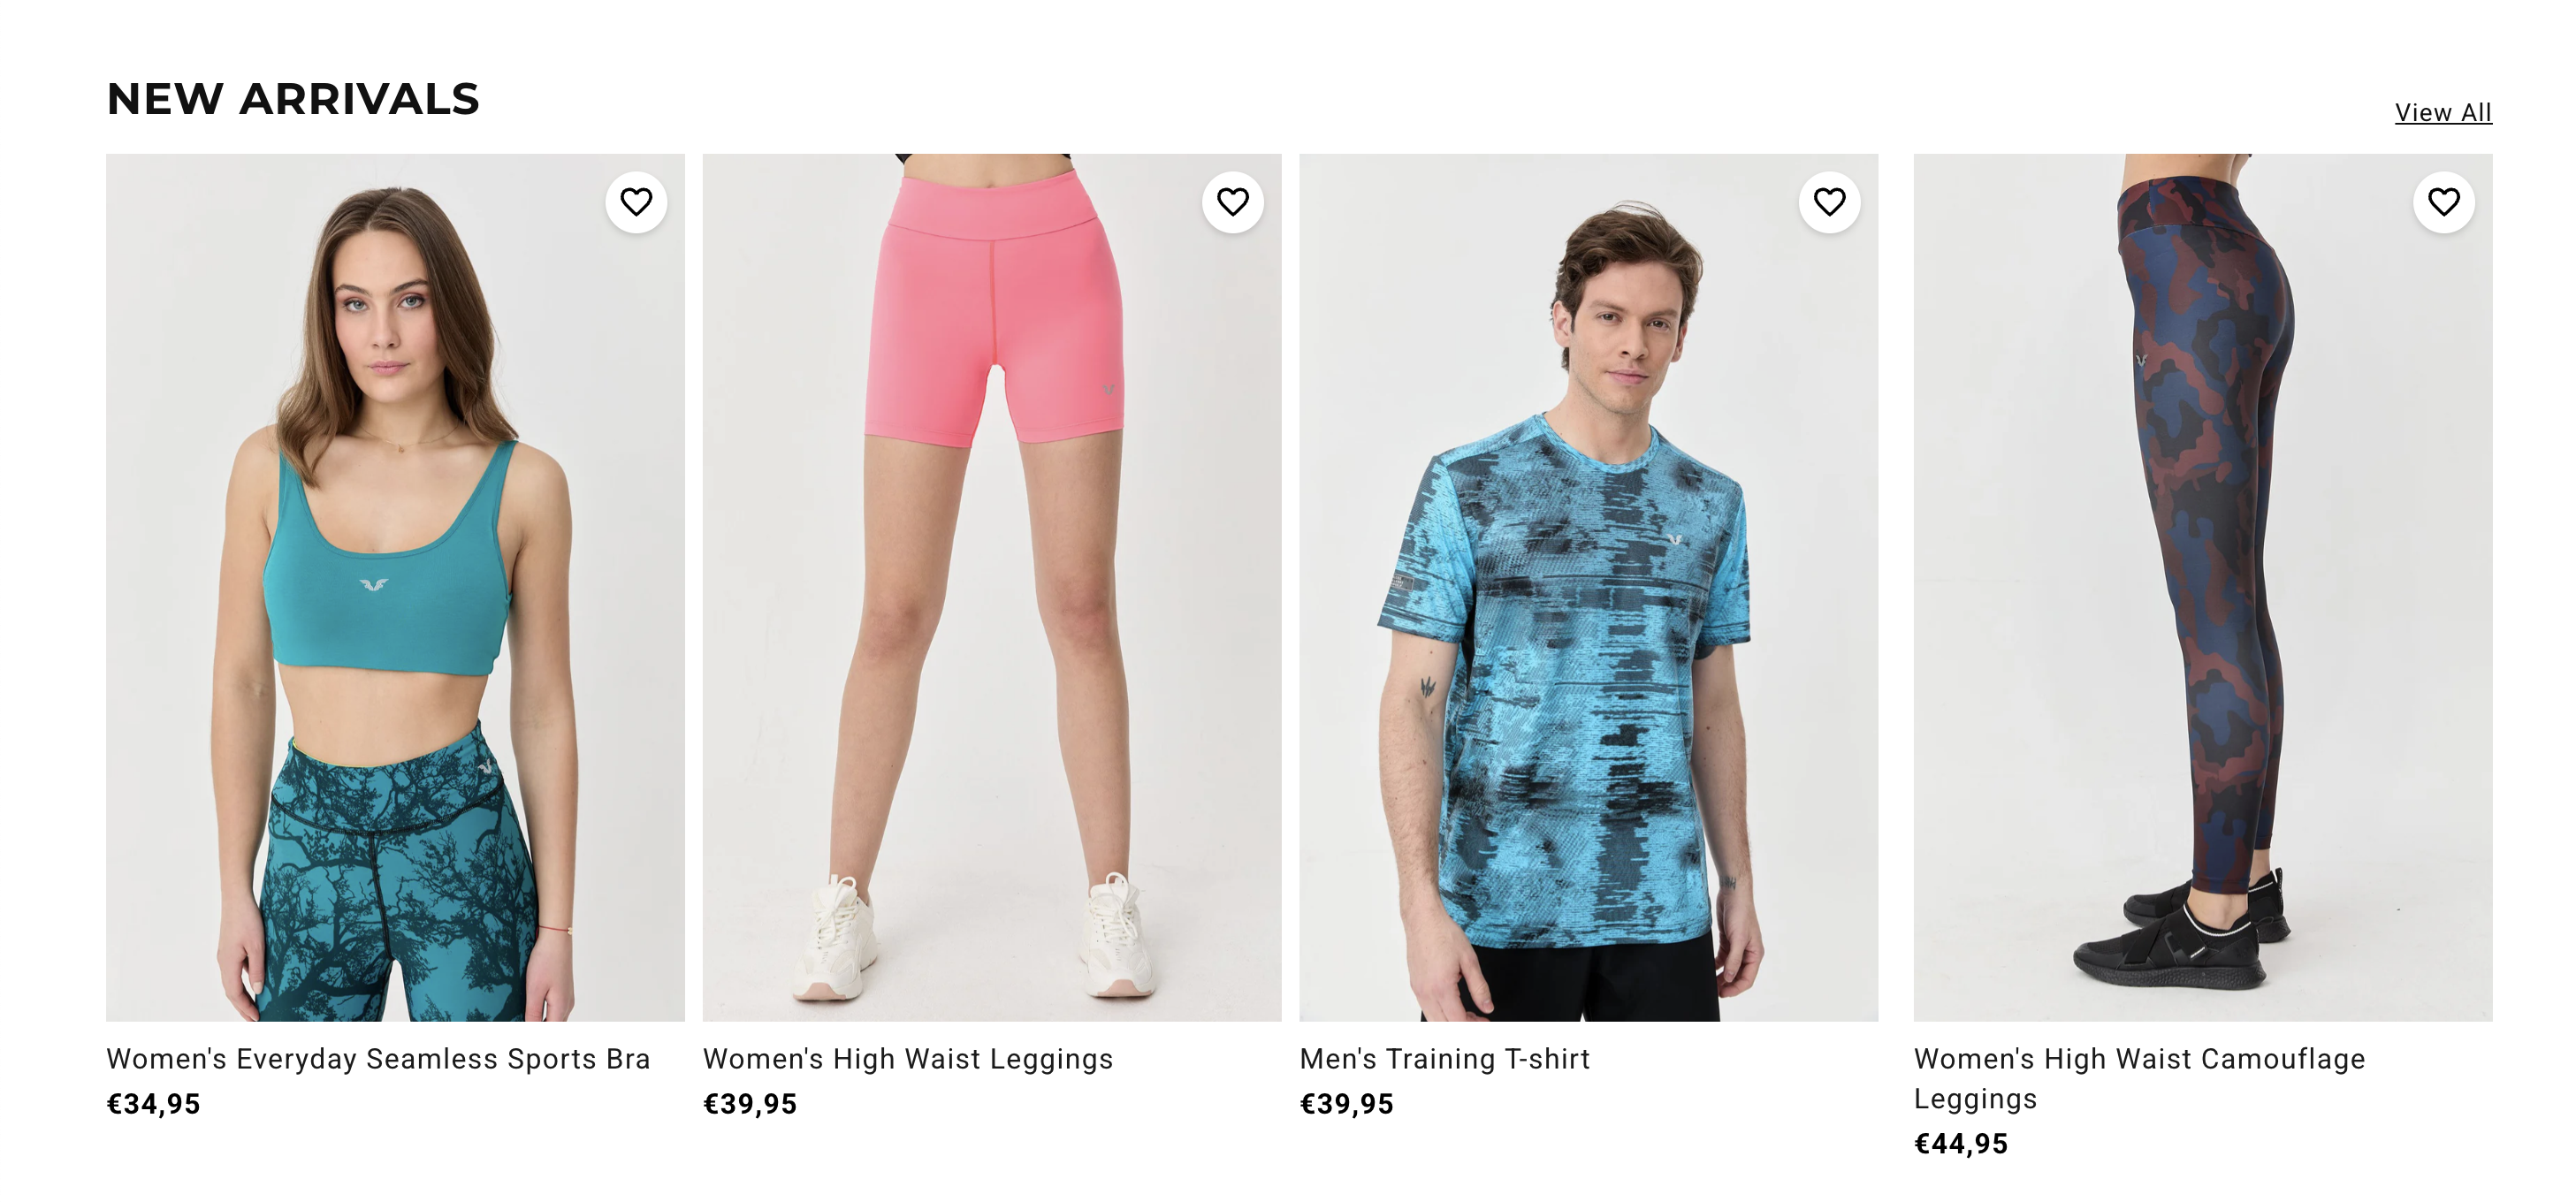 NEW ARRIVALS
View All
Women's Everyday Seamless Sports Bra
€34,95
Women's High Waist Leggings
€39,95
Men's Training T-shirt
€39,95
Women's High Waist Camouflage
Leggings
€44,95